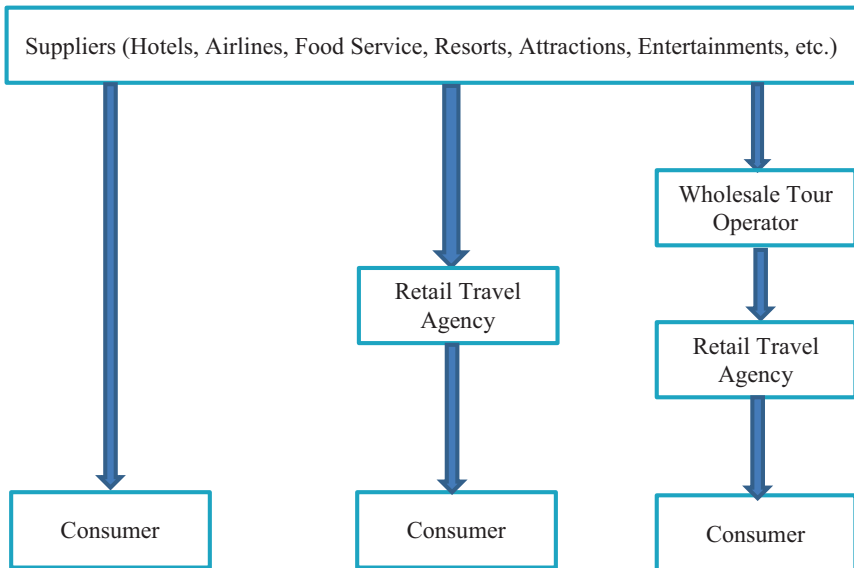 Suppliers (Hotels, Airlines, Food Service, Resorts, Attractions, Entertainments, etc.)
Wholesale Tour
Operator
Retail Travel
Agency
Retail Travel
Agency
Consumer
Consumer
Consumer